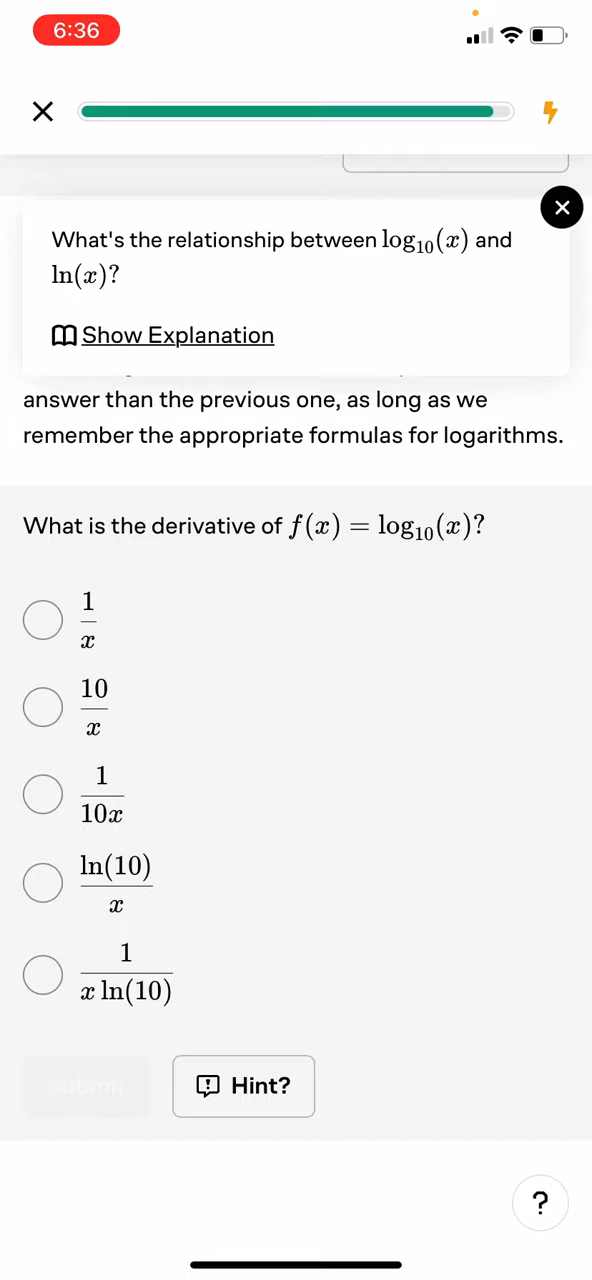 6:36
What's the relationship between log₁₀(x) and
ln(x)?
Show Explanation
answer than the previous one, as long as we
remember the appropriate formulas for logarithms.
What is the derivative of f(x) = log₁₀(x)?
1
x
10
x
1
10x
ln(10)
x
1
x ln(10)
Submit
Hint?
?